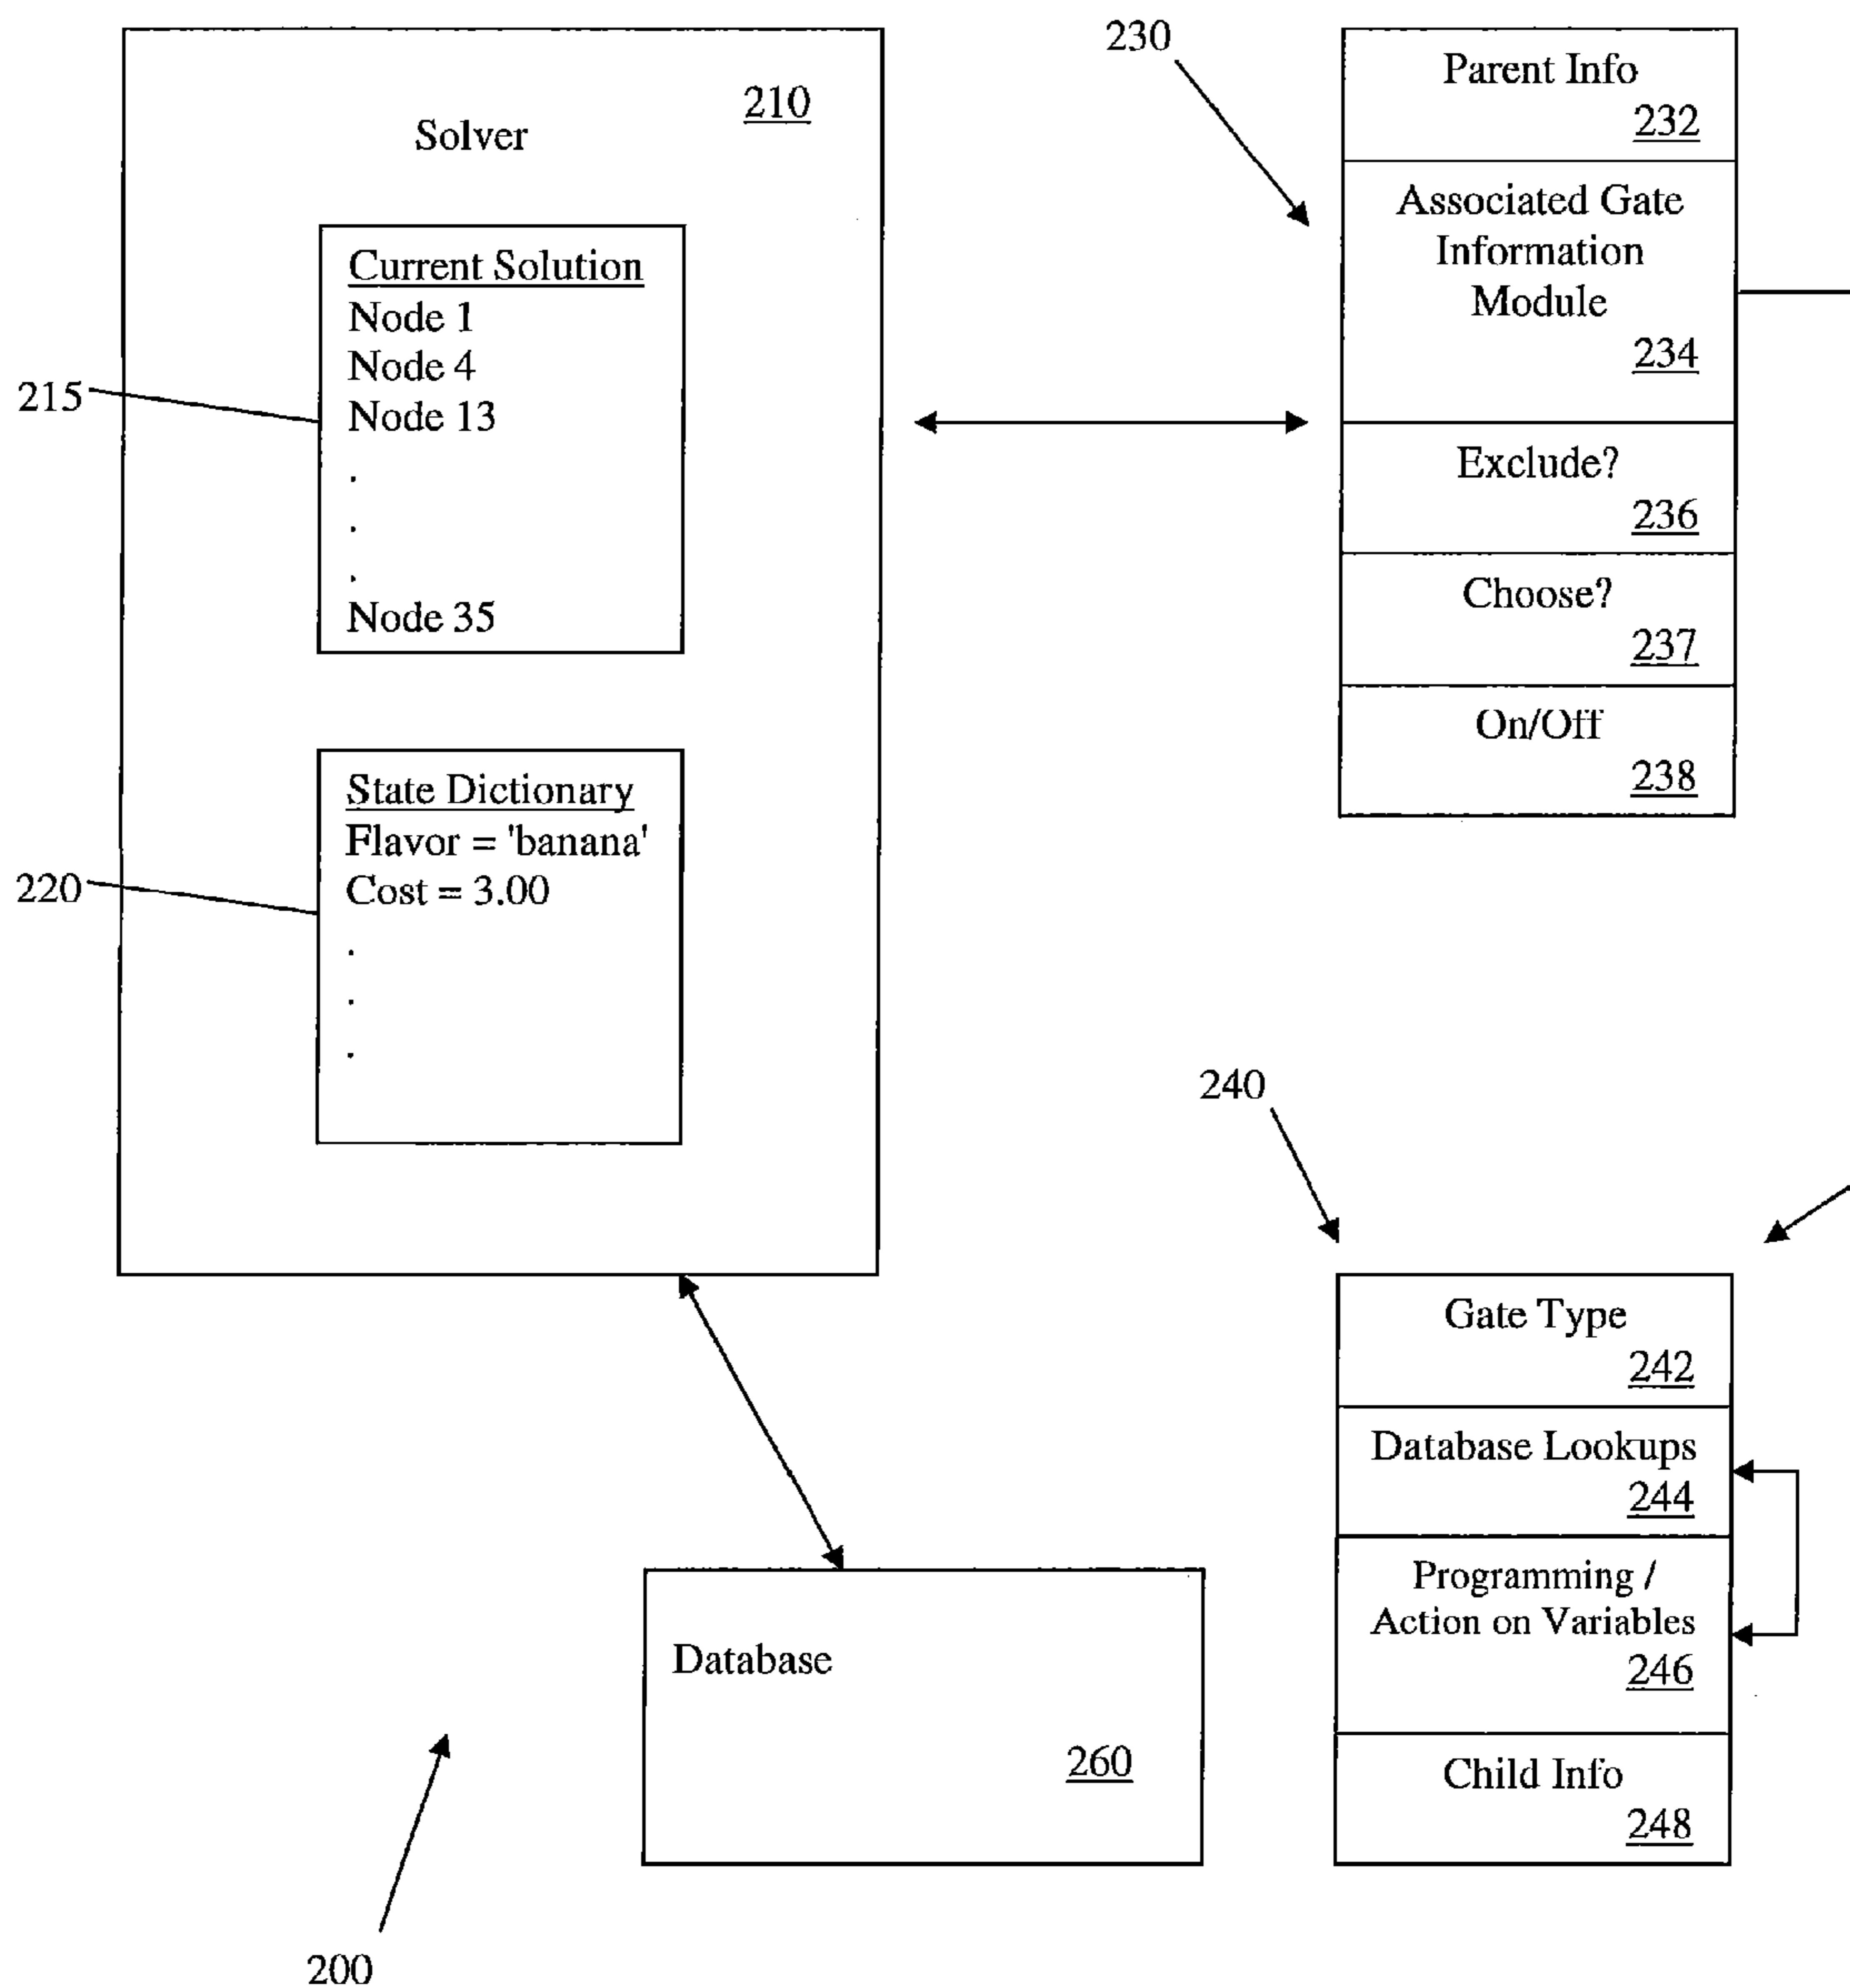 230
Parent Info
232
210
Solver
Associated Gate
Information
Module
234
Current Solution
Node 1
Node 4
Node 13
.
.
.
Node 35
215
Exclude?
236
Choose?
237
On/Off
238
State Dictionary
Flavor = 'banana'
Cost = 3.00
.
.
.
220
240
Gate Type
242
Database Lookups
244
Programming /
Action on Variables
246
Child Info
248
Database
260
200